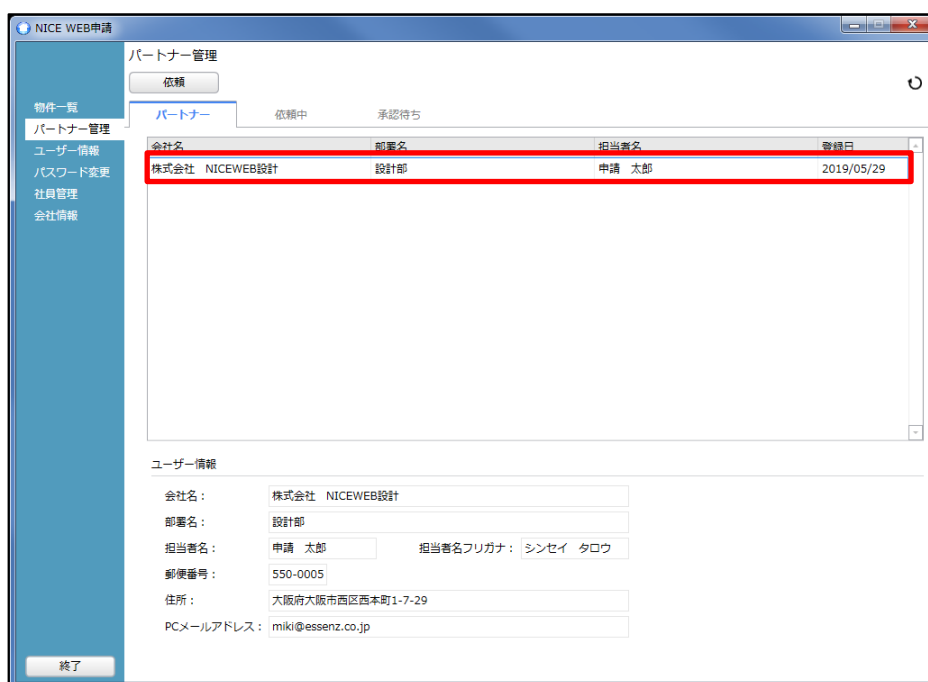 NICE WEB申請
パートナー管理
依頼
物件一覧
パートナー管理
ユーザー情報
パスワード変更
社員管理
会社情報
パートナー 依頼中 承認待ち
会社名 部署名 担当者名 登録日
株式会社　NICEWEB設計 設計部 申請　太郎 2019/05/29
ユーザー情報
会社名： 株式会社　NICEWEB設計
部署名： 設計部
担当者名： 申請　太郎 担当者名フリガナ： シンセイ　タロウ
郵便番号： 550-0005
住所： 大阪府大阪市西区西本町1-7-29
PCメールアドレス： miki@essenz.co.jp
終了